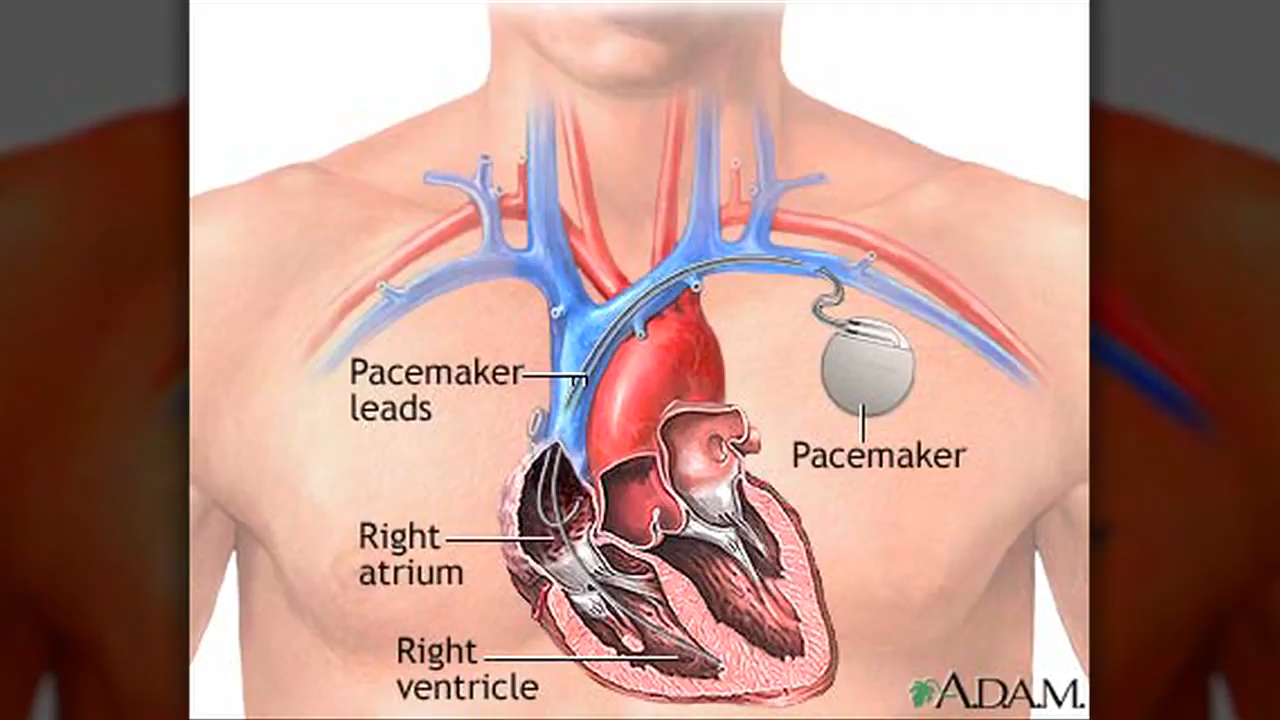 Pacemaker
leads
Pacemaker
Right
atrium
Right
ventricle
A.D.A.M.